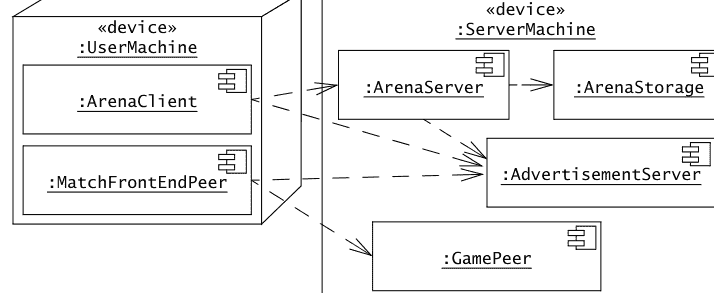 «device»
:UserMachine
:ArenaClient
:MatchFrontEndPeer
«device»
:ServerMachine
:ArenaServer
:ArenaStorage
:AdvertisementServer
:GamePeer